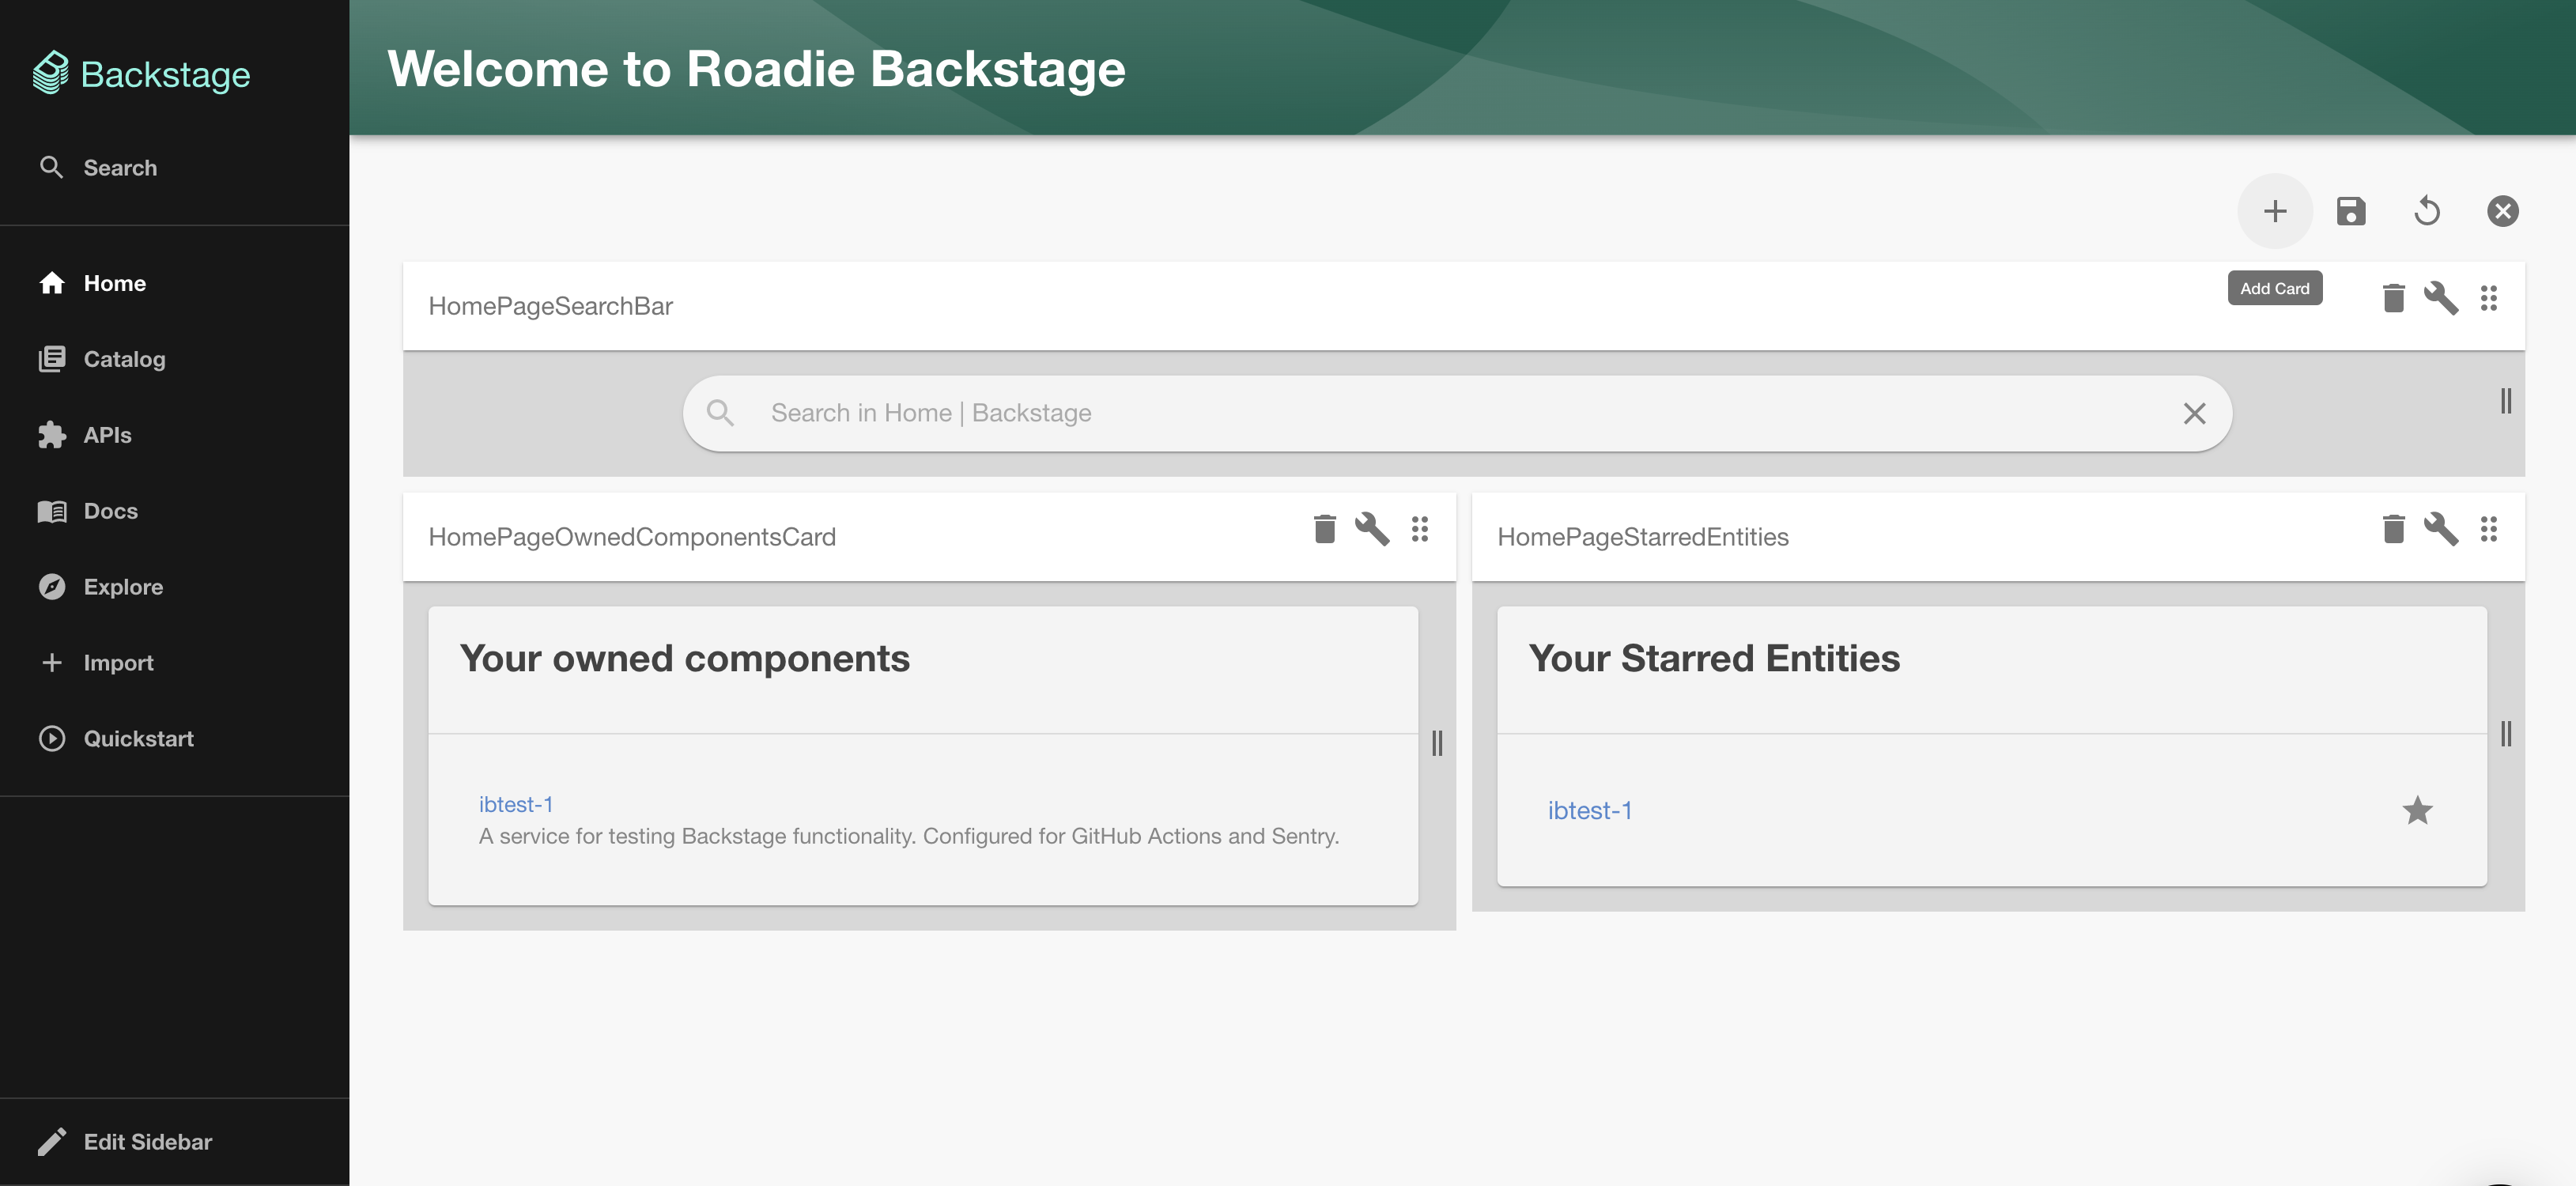 Backstage
Search
Home
Catalog
APIs
Docs
Explore
Import
Quickstart
Edit Sidebar
Welcome to Roadie Backstage
Add Card
HomePageSearchBar
Search in Home | Backstage
HomePageOwnedComponentsCard
Your owned components
ibtest-1
A service for testing Backstage functionality. Configured for GitHub Actions and Sentry.
HomePageStarredEntities
Your Starred Entities
ibtest-1